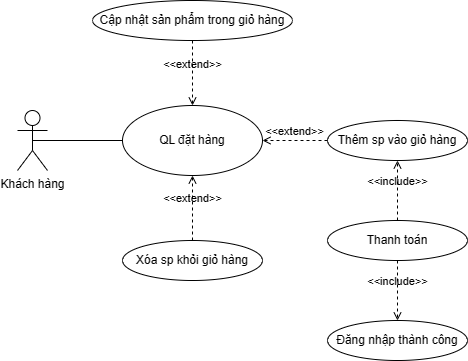 Cập nhật sản phẩm trong giỏ hàng
<<extend>>
QL đặt hàng
<<extend>>
Thêm sp vào giỏ hàng
Khách hàng
<<extend>>
<<include>>
Thanh toán
Xóa sp khỏi giỏ hàng
<<include>>
Đăng nhập thành công